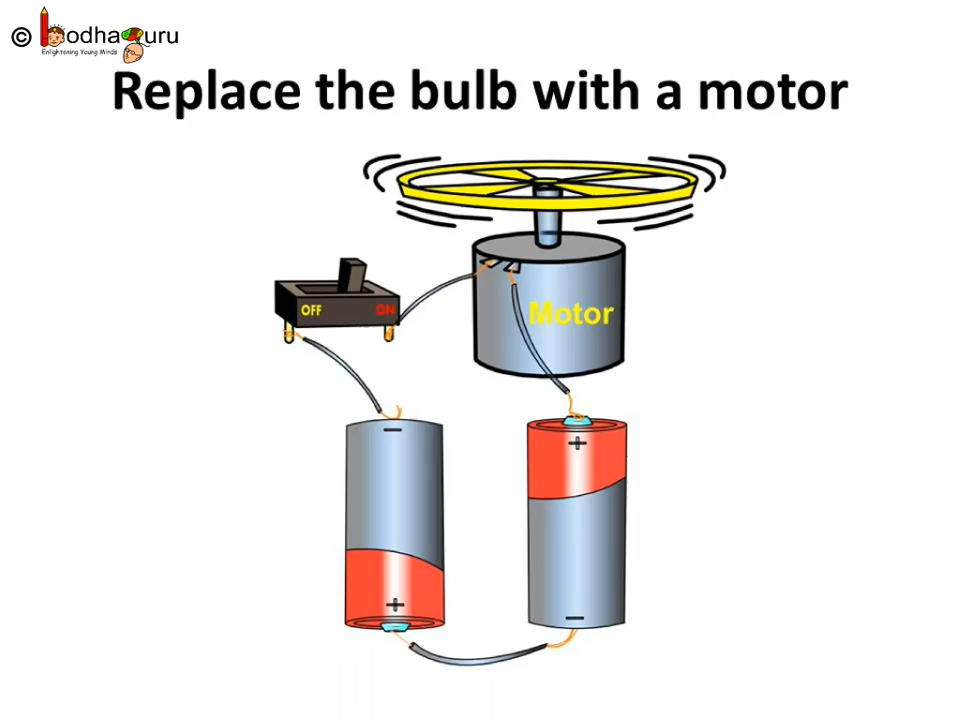 © BodhaGuru
Enlightening Young Minds
Replace the bulb with a motor
OFF ON
Motor
− +
+ −